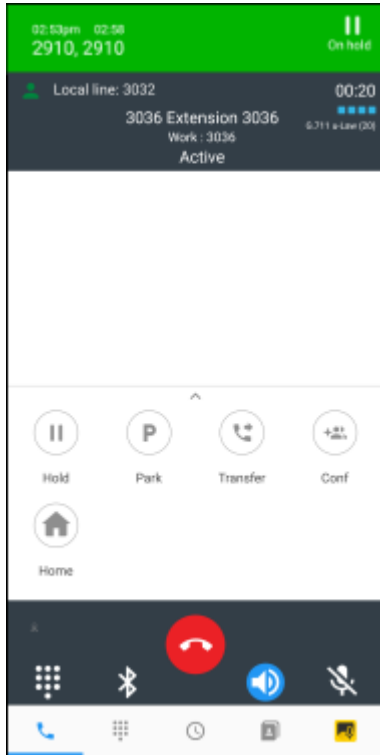 02:53pm 02:58
2910, 2910
On hold
Local line: 3032
00:20
3036 Extension 3036
G.711 a-Law (20)
Work : 3036
Active
Hold
Park
Transfer
Conf
Home